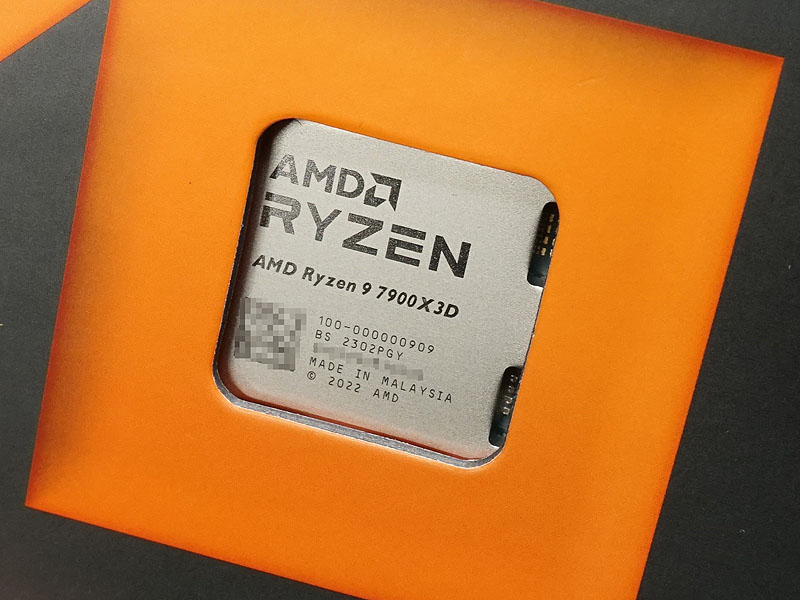 AMD
RYZEN
AMD Ryzen 9 7900X3D
100-000000909
BS 2302PGY
MADE IN MALAYSIA
© 2022 AMD